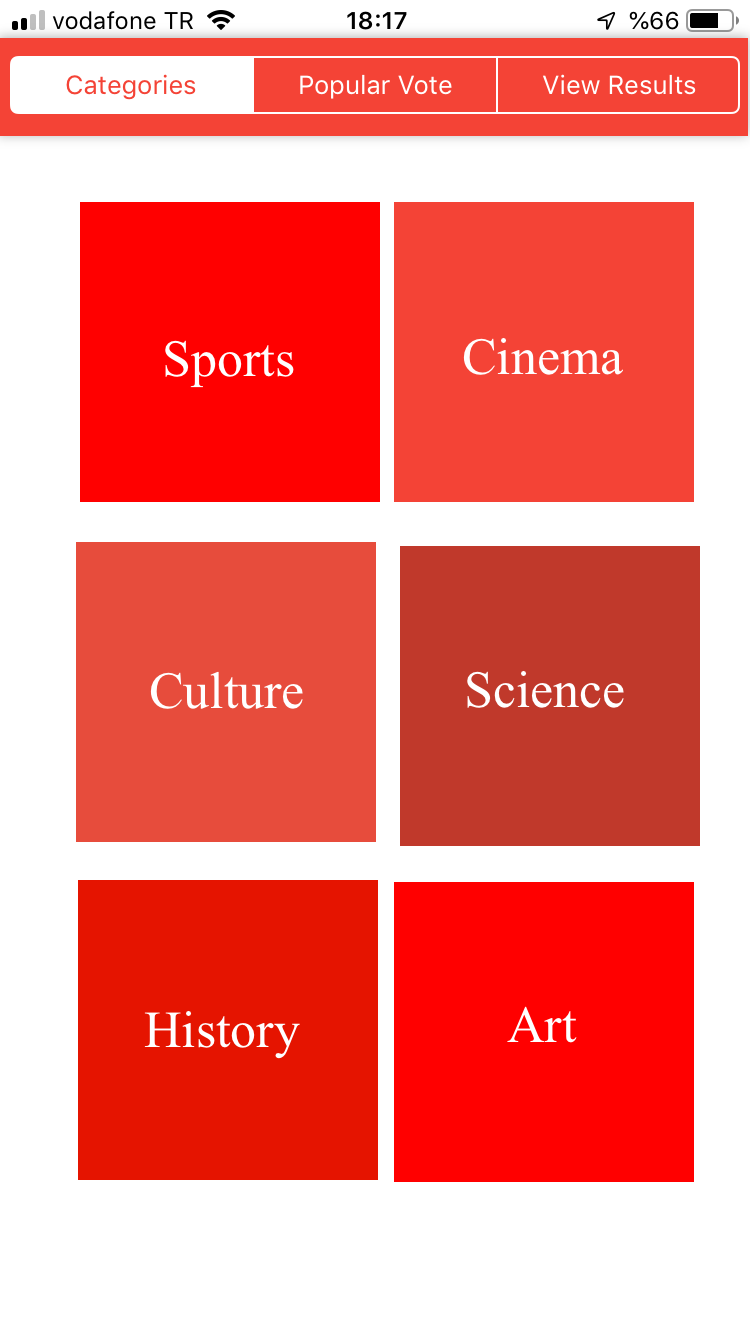 vodafone TR 18:17 %66
Categories Popular Vote View Results
Sports Cinema
Culture Science
History Art